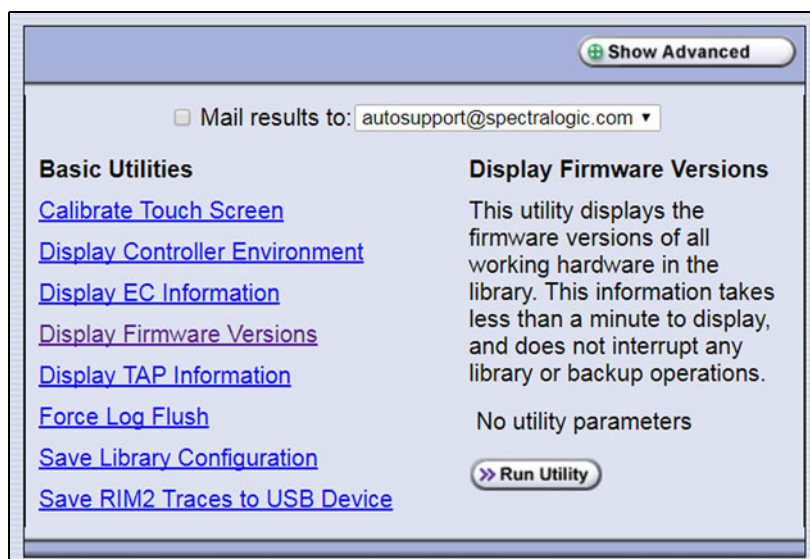 Show Advanced
Mail results to: autosupport@spectralogic.com
Basic Utilities
Calibrate Touch Screen
Display Controller Environment
Display EC Information
Display Firmware Versions
Display TAP Information
Force Log Flush
Save Library Configuration
Save RIM2 Traces to USB Device
Display Firmware Versions
This utility displays the
firmware versions of all
working hardware in the
library. This information takes
less than a minute to display,
and does not interrupt any
library or backup operations.
No utility parameters
Run Utility